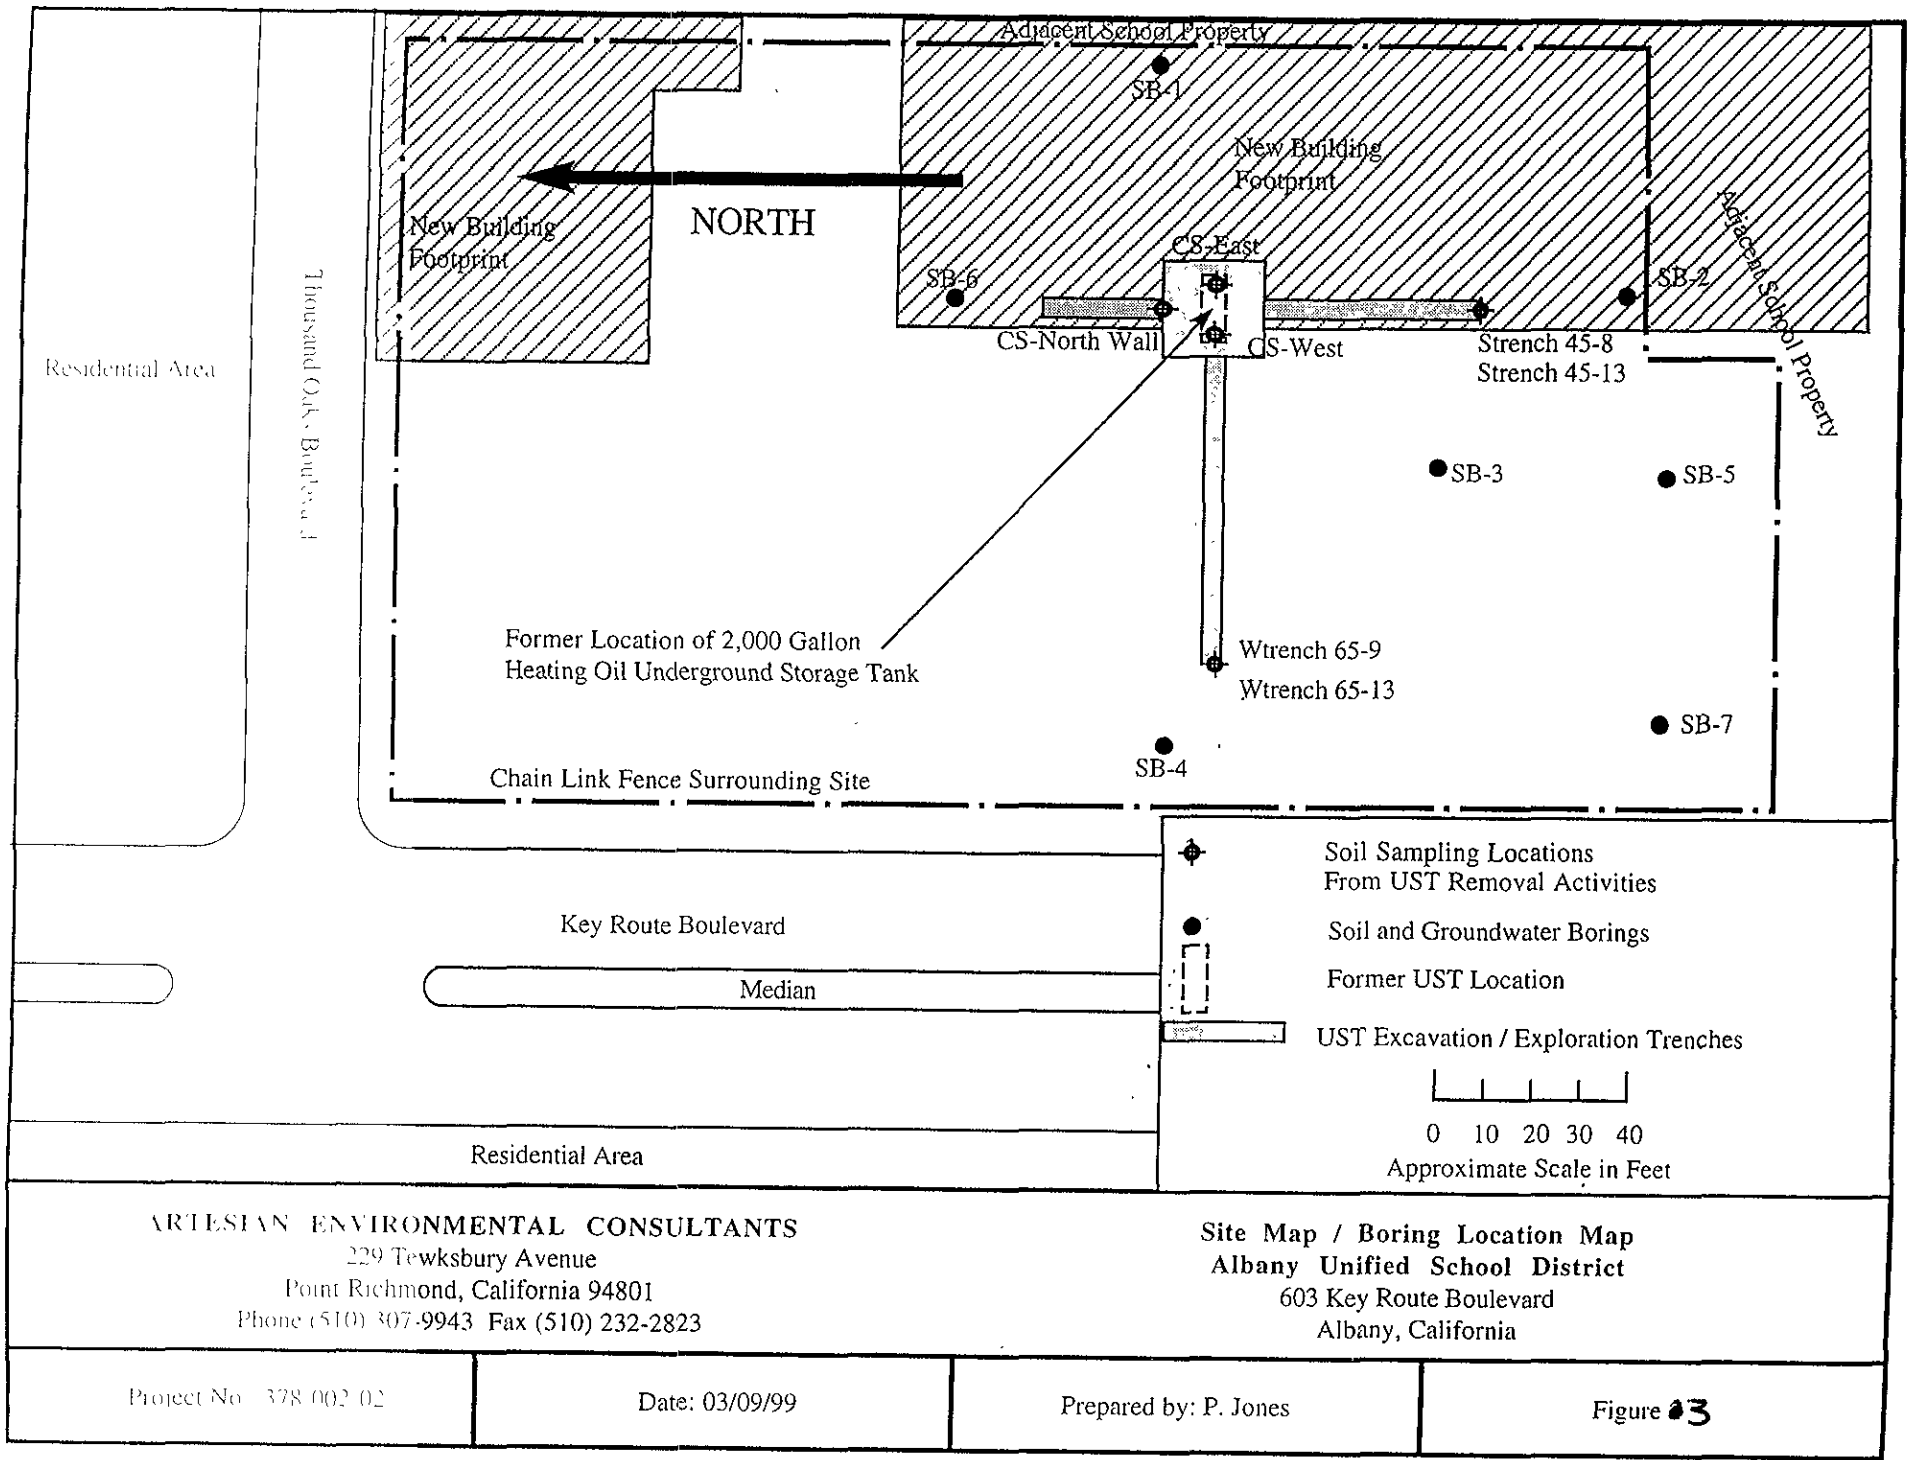 Adjacent School Property
SB-1
New Building
Footprint
NORTH
New Building
Footprint
CS-East
SB-6
SB-2
Adjacent School Property
CS-North Wall
CS-West
Strench 45-8
Strench 45-13
Residential Area
Thousand Oaks Boulevard
SB-3
SB-5
Former Location of 2,000 Gallon
Heating Oil Underground Storage Tank
Wtrench 65-9
Wtrench 65-13
SB-7
SB-4
Chain Link Fence Surrounding Site
Soil Sampling Locations
From UST Removal Activities
Key Route Boulevard
Soil and Groundwater Borings
Median
Former UST Location
UST Excavation / Exploration Trenches
0 10 20 30 40
Approximate Scale in Feet
Residential Area
ARTESIAN ENVIRONMENTAL CONSULTANTS
229 Tewksbury Avenue
Point Richmond, California 94801
Phone (510) 307-9943 Fax (510) 232-2823
Site Map / Boring Location Map
Albany Unified School District
603 Key Route Boulevard
Albany, California
Project No 378-002-02
Date: 03/09/99
Prepared by: P. Jones
Figure 3